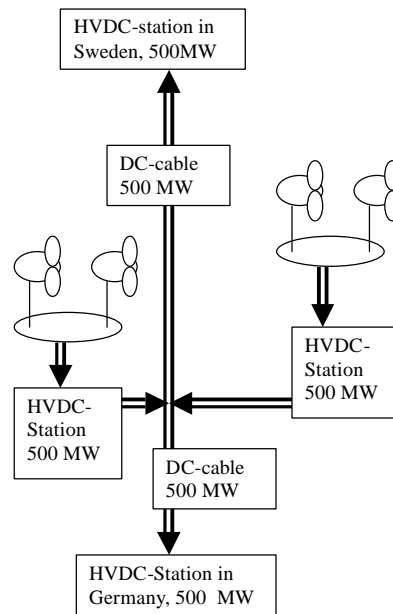 HVDC-station in
Sweden, 500MW
DC-cable
500 MW
HVDC-
Station
500 MW
HVDC-
Station
500 MW
DC-cable
500 MW
HVDC-Station in
Germany, 500 MW